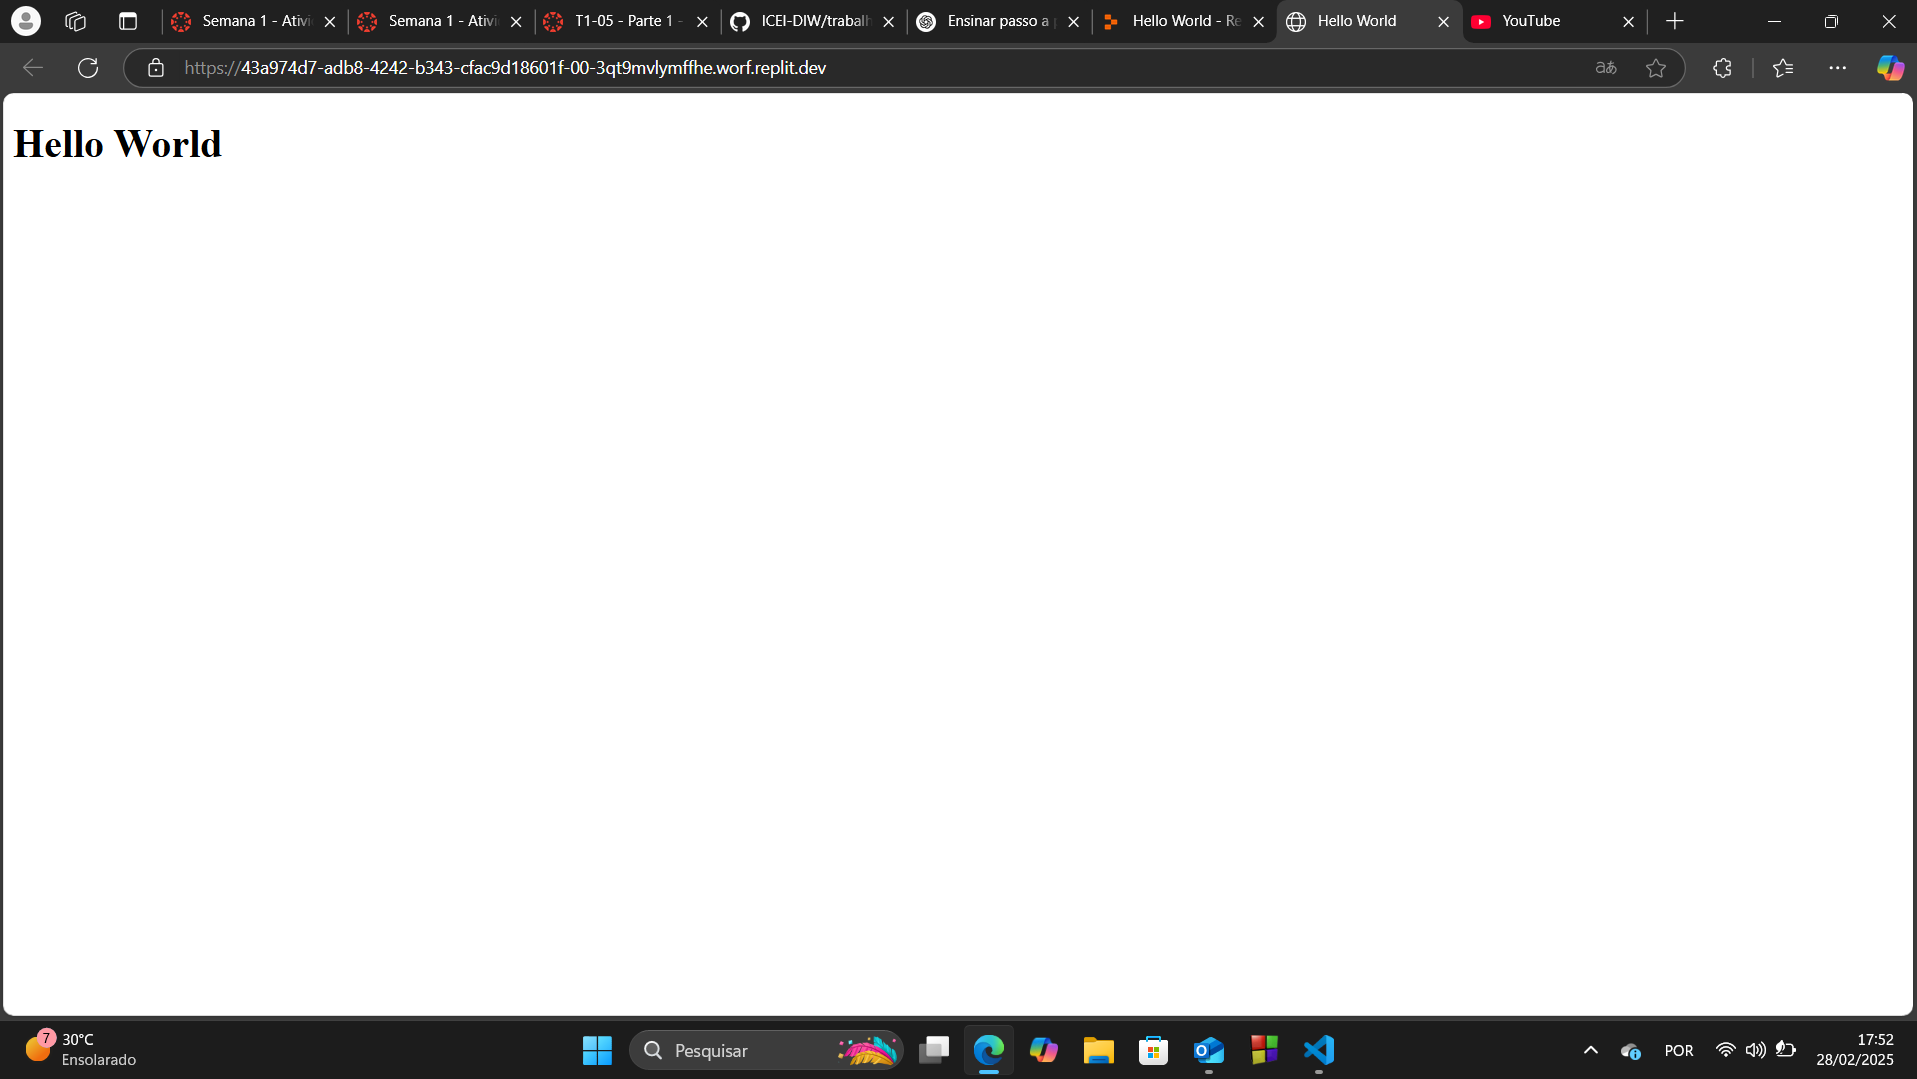 Semana 1 - Ativi
Semana 1 - Ativi
T1-05 - Parte 1 -
ICEI-DIW/trabalh
Ensinar passo a p
Hello World - Re
Hello World
YouTube
https://43a974d7-adb8-4242-b343-cfac9d18601f-00-3qt9mvlymffhe.worf.replit.dev
Hello World
7
30°C
Ensolarado
Pesquisar
POR
17:52
28/02/2025